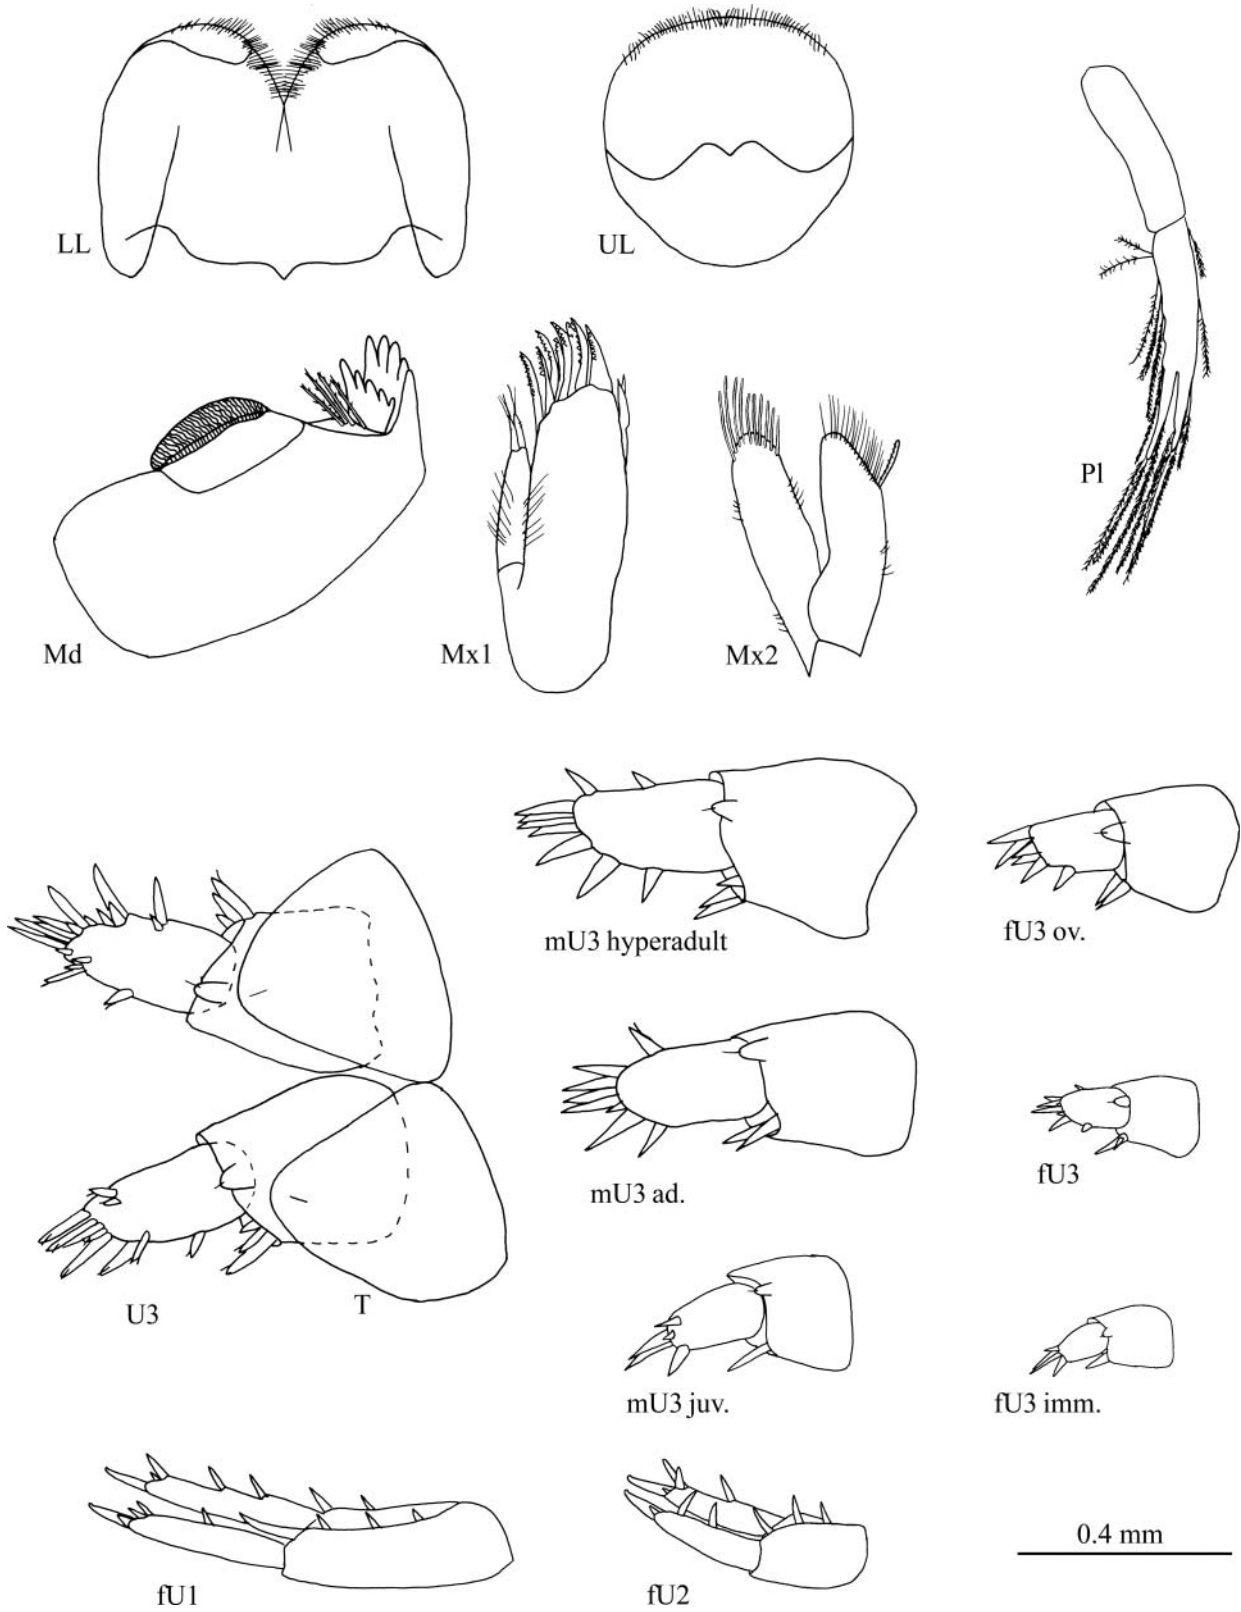 LL
UL
Pl
Md
Mx1
Mx2
mU3 hyperadult
fU3 ov.
mU3 ad.
fU3
U3
T
mU3 juv.
fU3 imm.
fU1
fU2
0.4 mm